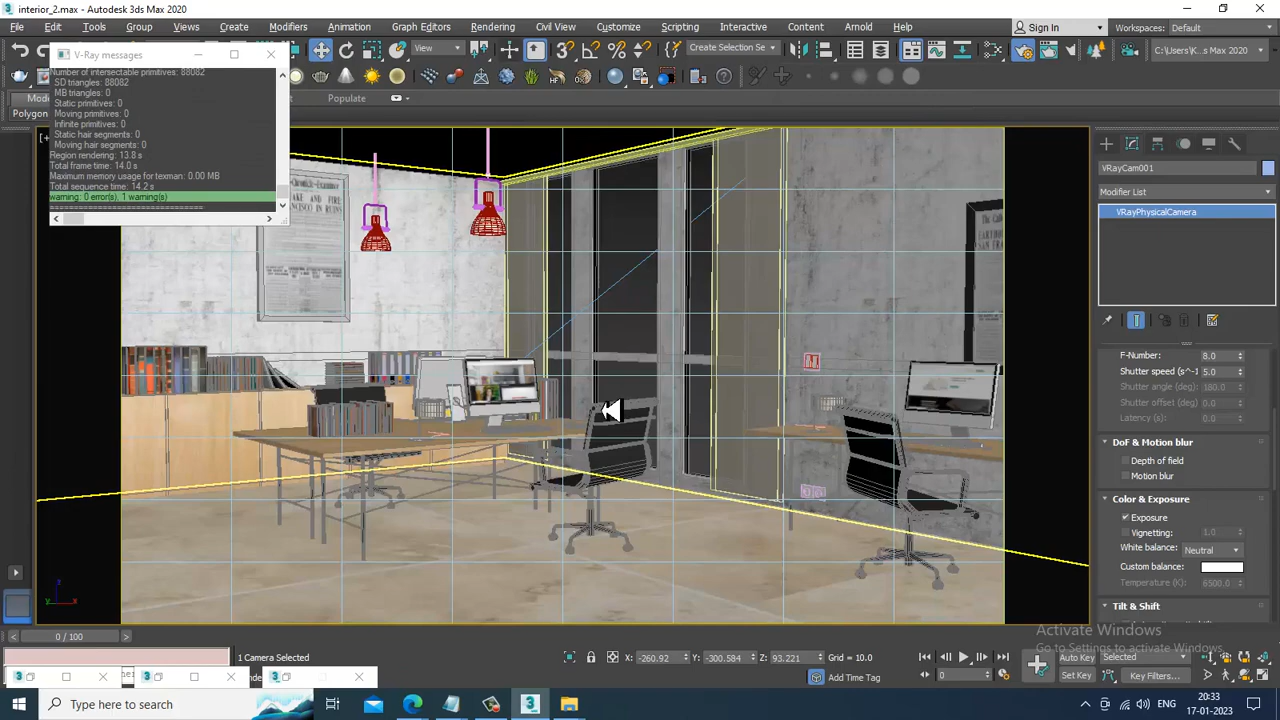 interior_2.max - Autodesk 3ds Max 2020
File Edit Tools Group Views Create Modifiers Animation Graph Editors Rendering Civil View Customize Scripting Interactive Content Arnold Help
Sign In
Workspaces: Default
V-Ray messages
View
Create Selection Se
C:\Users\K...s Max 2020
Number of intersectable primitives: 88082
SD triangles: 88082
MB triangles: 0
Static primitives: 0
Moving primitives: 0
Infinite primitives: 0
Static hair segments: 0
Moving hair segments: 0
Region rendering: 13.8 s
Total frame time: 14.0 s
Maximum memory usage for texman: 0.00 MB
Total sequence time: 14.2 s
warning: 0 error(s), 1 warning(s)
==============================
Mode
Populate
Polygon
[+
VRayCam001
Modifier List
VRayPhysicalCamera
F-Number: 8.0
Shutter speed (s^-1 5.0
Shutter angle (deg): 180.0
Shutter offset (deg): 0.0
Latency (s): 0.0
DoF & Motion blur
Depth of field
Motion blur
Color & Exposure
Exposure
Vignetting: 1.0
White balance: Neutral
Custom balance:
Temperature (K): 6500.0
Tilt & Shift
Activate Windows
Go to Settings to activate Windows.
0 / 100
1 Camera Selected
X: -260.92 Y: -300.584 Z: 93.221 Grid = 10.0
Add Time Tag
0
Auto Key Selected
Set Key Key Filters...
Type here to search
ENG
20:33
17-01-2023